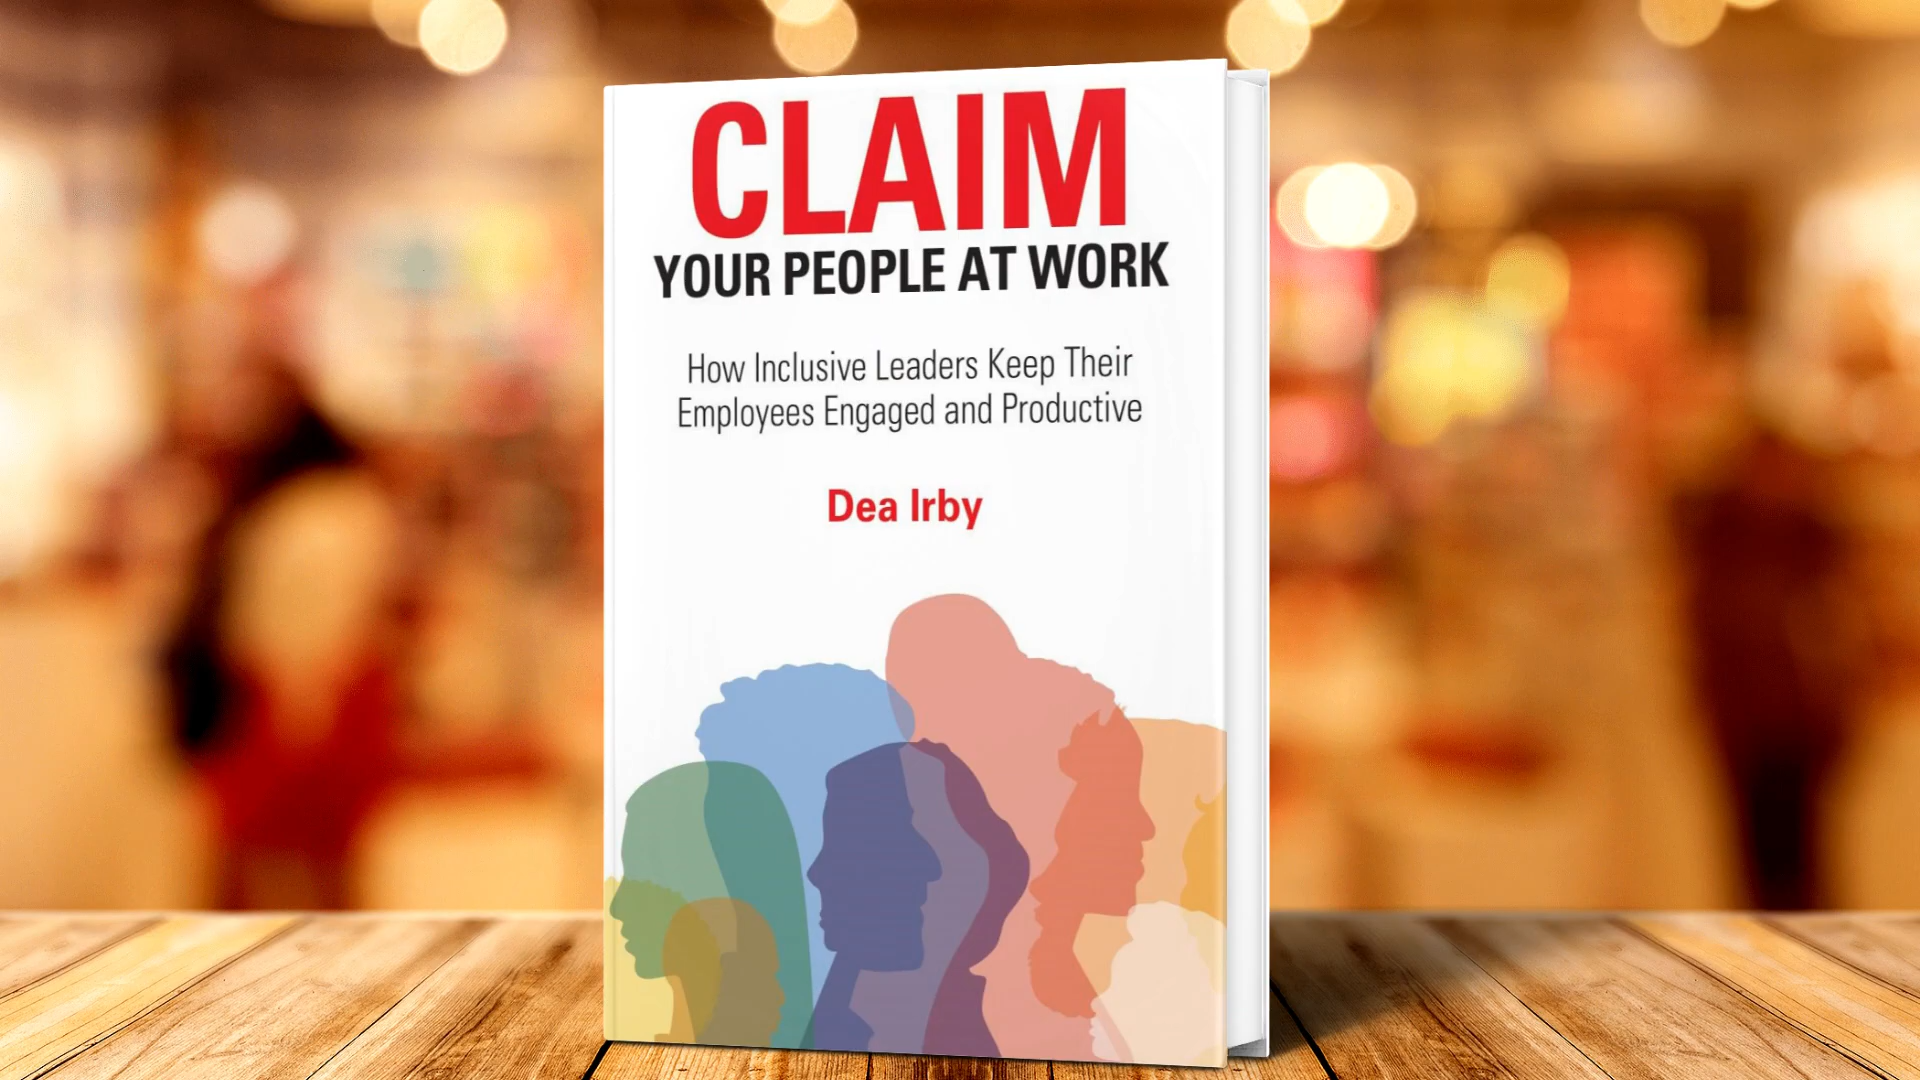 CLAIM
YOUR PEOPLE AT WORK
How Inclusive Leaders Keep Their
Employees Engaged and Productive
Dea Irby